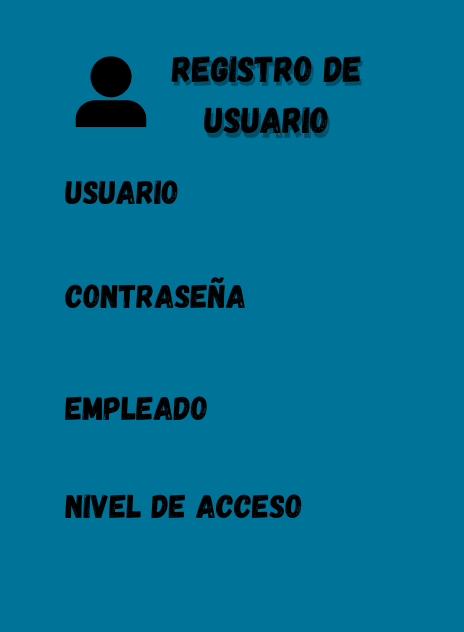 REGISTRO DE
USUARIO
USUARIO
CONTRASEÑA
EMPLEADO
NIVEL DE ACCESO